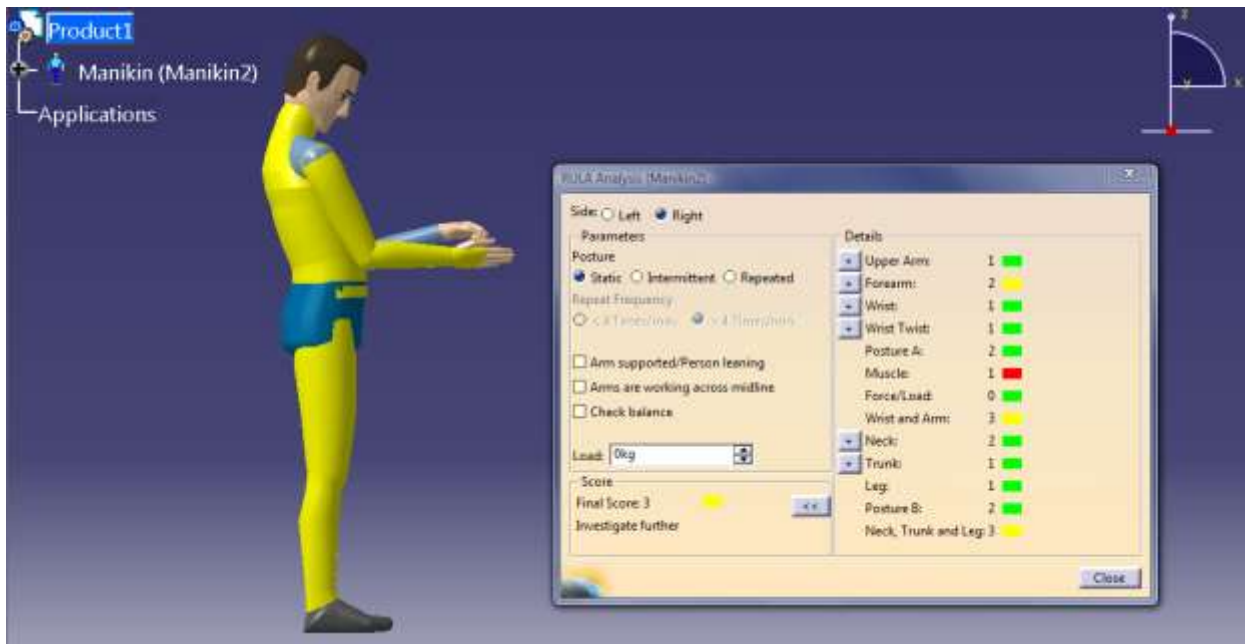 Product1
Manikin (Manikin2)
Applications
z
y
x
RULA Analysis (Manikin2)
Side: Left Right
Parameters
Posture
Static Intermittent Repeated
Repeat Frequency
Arm supported/Person leaning
Arms are working across midline
Check balance
Load: 0kg
Score
Final Score: 3
<<
Investigate further
Details
Upper Arm: 1
Forearm: 2
Wrist: 1
Wrist Twist: 1
Posture A: 2
Muscle: 1
Force/Load: 0
Wrist and Arm: 3
Neck: 2
Trunk: 1
Leg: 1
Posture B: 2
Neck, Trunk and Leg: 3
Close